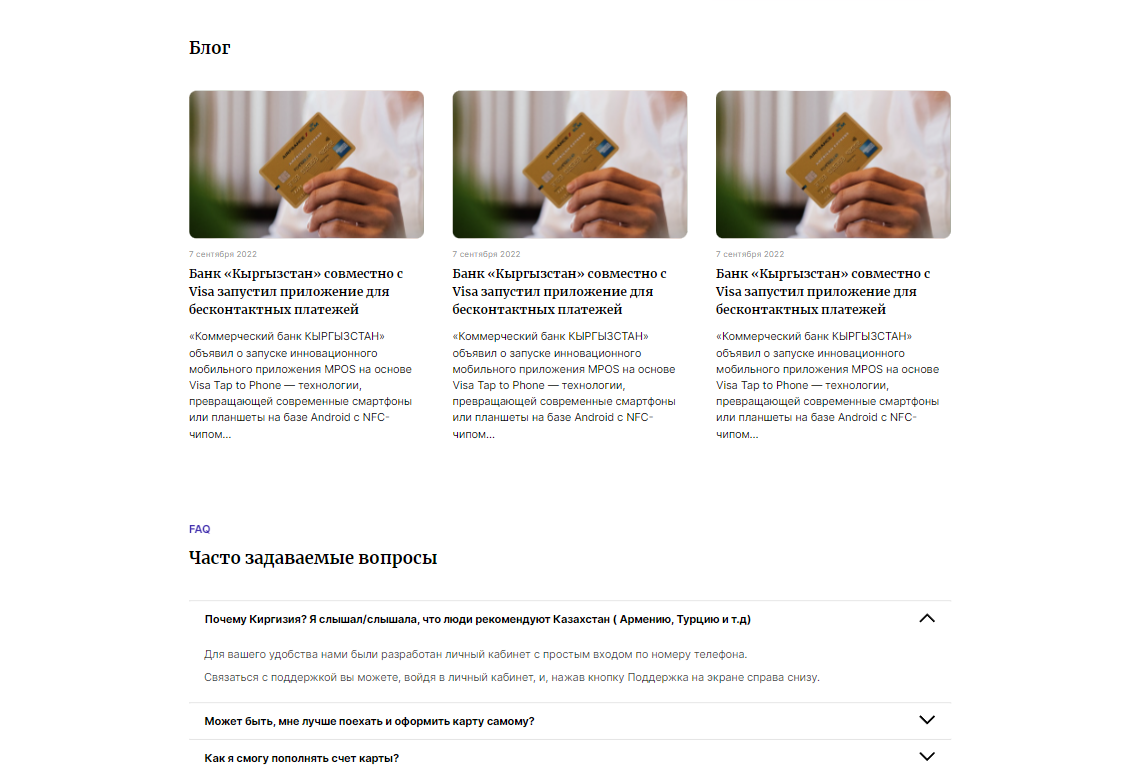 Блог
7 сентября 2022
Банк «Кыргызстан» совместно с
Visa запустил приложение для
бесконтактных платежей
«Коммерческий банк КЫРГЫЗСТАН»
объявил о запуске инновационного
мобильного приложения MPOS на основе
Visa Tap to Phone — технологии,
превращающей современные смартфоны
или планшеты на базе Android с NFC-
чипом...
7 сентября 2022
Банк «Кыргызстан» совместно с
Visa запустил приложение для
бесконтактных платежей
«Коммерческий банк КЫРГЫЗСТАН»
объявил о запуске инновационного
мобильного приложения MPOS на основе
Visa Tap to Phone — технологии,
превращающей современные смартфоны
или планшеты на базе Android с NFC-
чипом...
7 сентября 2022
Банк «Кыргызстан» совместно с
Visa запустил приложение для
бесконтактных платежей
«Коммерческий банк КЫРГЫЗСТАН»
объявил о запуске инновационного
мобильного приложения MPOS на основе
Visa Tap to Phone — технологии,
превращающей современные смартфоны
или планшеты на базе Android с NFC-
чипом...
FAQ
Часто задаваемые вопросы
Почему Киргизия? Я слышал/слышала, что люди рекомендуют Казахстан ( Армению, Турцию и т.д)
Для вашего удобства нами были разработан личный кабинет с простым входом по номеру телефона.
Связаться с поддержкой вы можете, войдя в личный кабинет, и, нажав кнопку Поддержка на экране справа снизу.
Может быть, мне лучше поехать и оформить карту самому?
Как я смогу пополнять счет карты?